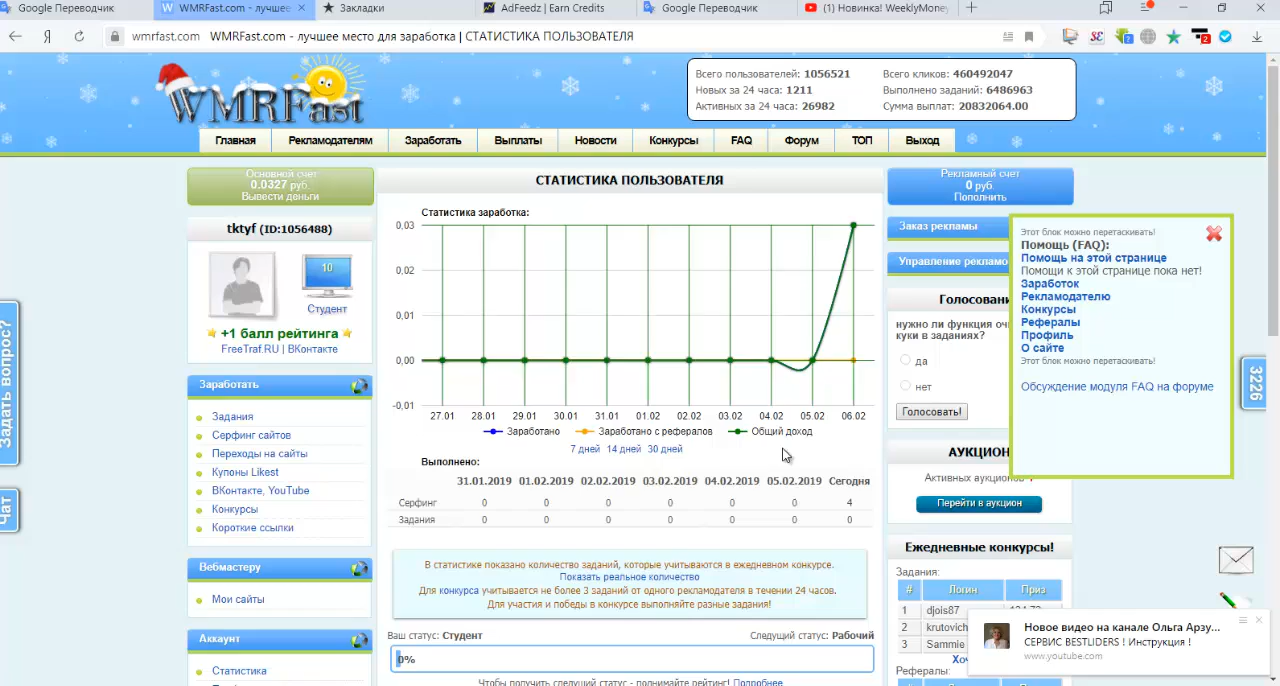 Google Переводчик
WMRFast.com - лучшее
Закладки
AdFeedz | Earn Credits
Google Переводчик
(1) Новинка! WeeklyMoney
wmrfast.com
WMRFast.com - лучшее место для заработка | СТАТИСТИКА ПОЛЬЗОВАТЕЛЯ
WMRFast
Всего пользователей: 1056521
Новых за 24 часа: 1211
Активных за 24 часа: 26982
Всего кликов: 460492047
Выполнено заданий: 6486963
Сумма выплат: 20832064.00
Главная
Рекламодателям
Заработать
Выплаты
Новости
Конкурсы
FAQ
Форум
ТОП
Выход
Основной счет
0.0327 руб.
Вывести деньги
tktyf (ID:1056488)
10
Студент
+1 балл рейтинга
FreeTraf.RU | ВКонтакте
Задать вопрос?
Чат
Заработать
Задания
Серфинг сайтов
Переходы на сайты
Купоны Likest
ВКонтакте, YouTube
Конкурсы
Короткие ссылки
Вебмастеру
Мои сайты
Аккаунт
Статистика
СТАТИСТИКА ПОЛЬЗОВАТЕЛЯ
Статистика заработка:
0,03
0,02
0,01
0,00
-0,01
27.01 28.01 29.01 30.01 31.01 01.02 02.02 03.02 04.02 05.02 06.02
Заработано
Заработано с рефералов
Общий доход
7 дней 14 дней 30 дней
Выполнено:
31.01.2019 01.02.2019 02.02.2019 03.02.2019 04.02.2019 05.02.2019 Сегодня
Серфинг 0 0 0 0 0 0 4
Задания 0 0 0 0 0 0 0
В статистике показано количество заданий, которые учитываются в ежедневном конкурсе.
Показать реальное количество
Для конкурса учитывается не более 3 заданий от одного рекламодателя в течении 24 часов.
Для участия и победы в конкурсе выполняйте разные задания!
Ваш статус: Студент
Следущий статус: Рабочий
0%
Чтобы получить следущий статус - поднимайте рейтинг! Подробнее
Рекламный счет
0 руб.
Пополнить
Заказ рекламы
Управление рекламо
Голосовани
нужно ли функция оч
куки в заданиях?
да
нет
Голосовать!
АУКЦИОН
Активных аукционо
Перейти в аукцион
Ежедневные конкурсы!
Задания:
# Логин Приз
1 djois87
2 krutovich
3 Sammie
Рефералы:
Этот блок можно перетаскивать!
Помощь (FAQ):
Помощь на этой странице
Помощи к этой странице пока нет!
Заработок
Рекламодателю
Конкурсы
Рефералы
Профиль
О сайте
Этот блок можно перетаскивать!
Обсуждение модуля FAQ на форуме
3226
Новое видео на канале Ольга Арзу...
СЕРВИС BESTLIDERS ! Инструкция !
www.youtube.com